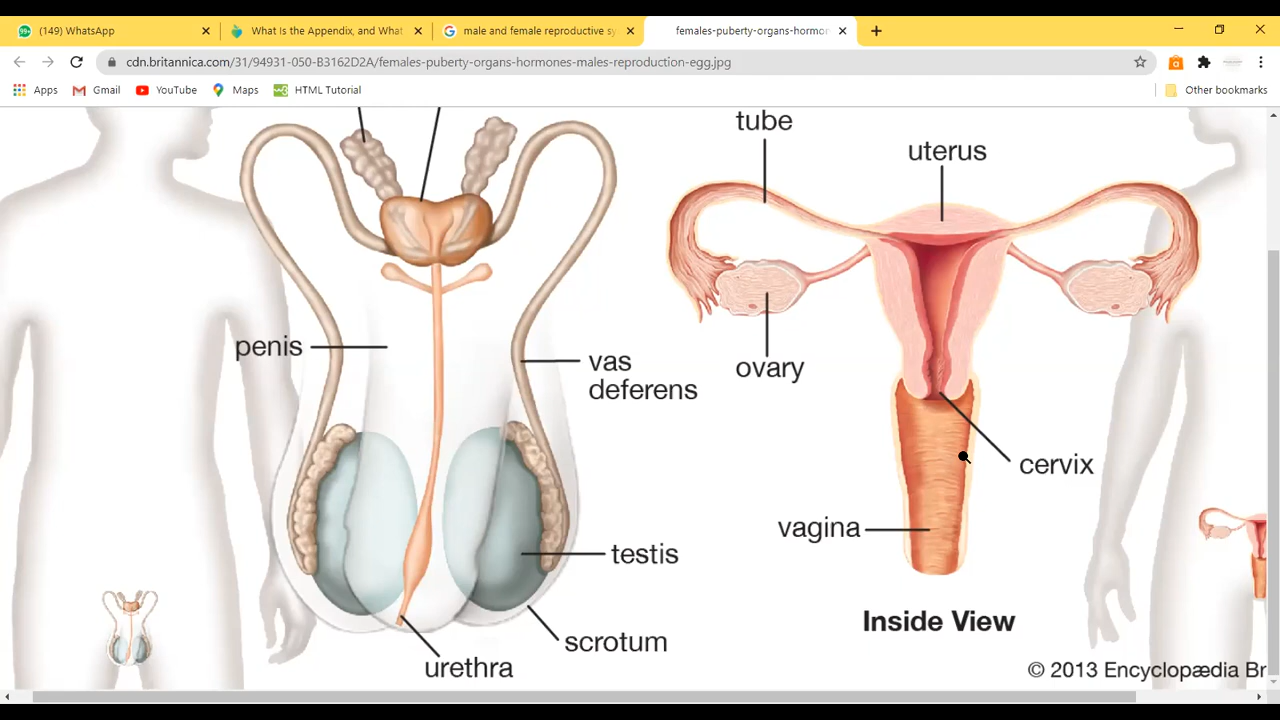 (149) WhatsApp
What Is the Appendix, and What
male and female reproductive sy
females-puberty-organs-hormon
cdn.britannica.com/31/94931-050-B3162D2A/females-puberty-organs-hormones-males-reproduction-egg.jpg
Apps
Gmail
YouTube
Maps
HTML Tutorial
Other bookmarks
tube
uterus
penis
vas
deferens
ovary
cervix
vagina
testis
scrotum
urethra
Inside View
© 2013 Encyclopædia Br